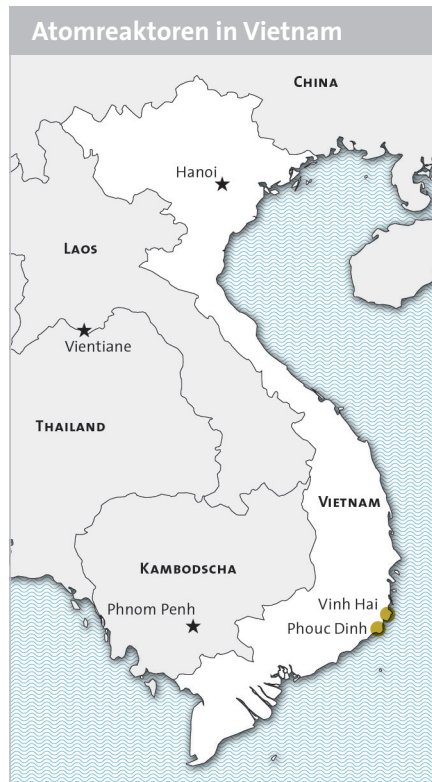 Atomreaktoren in Vietnam
CHINA
Hanoi
LAOS
Vientiane
THAILAND
VIETNAM
KAMBODSCHA
Vinh Hai
Phnom Penh
Phouc Dinh